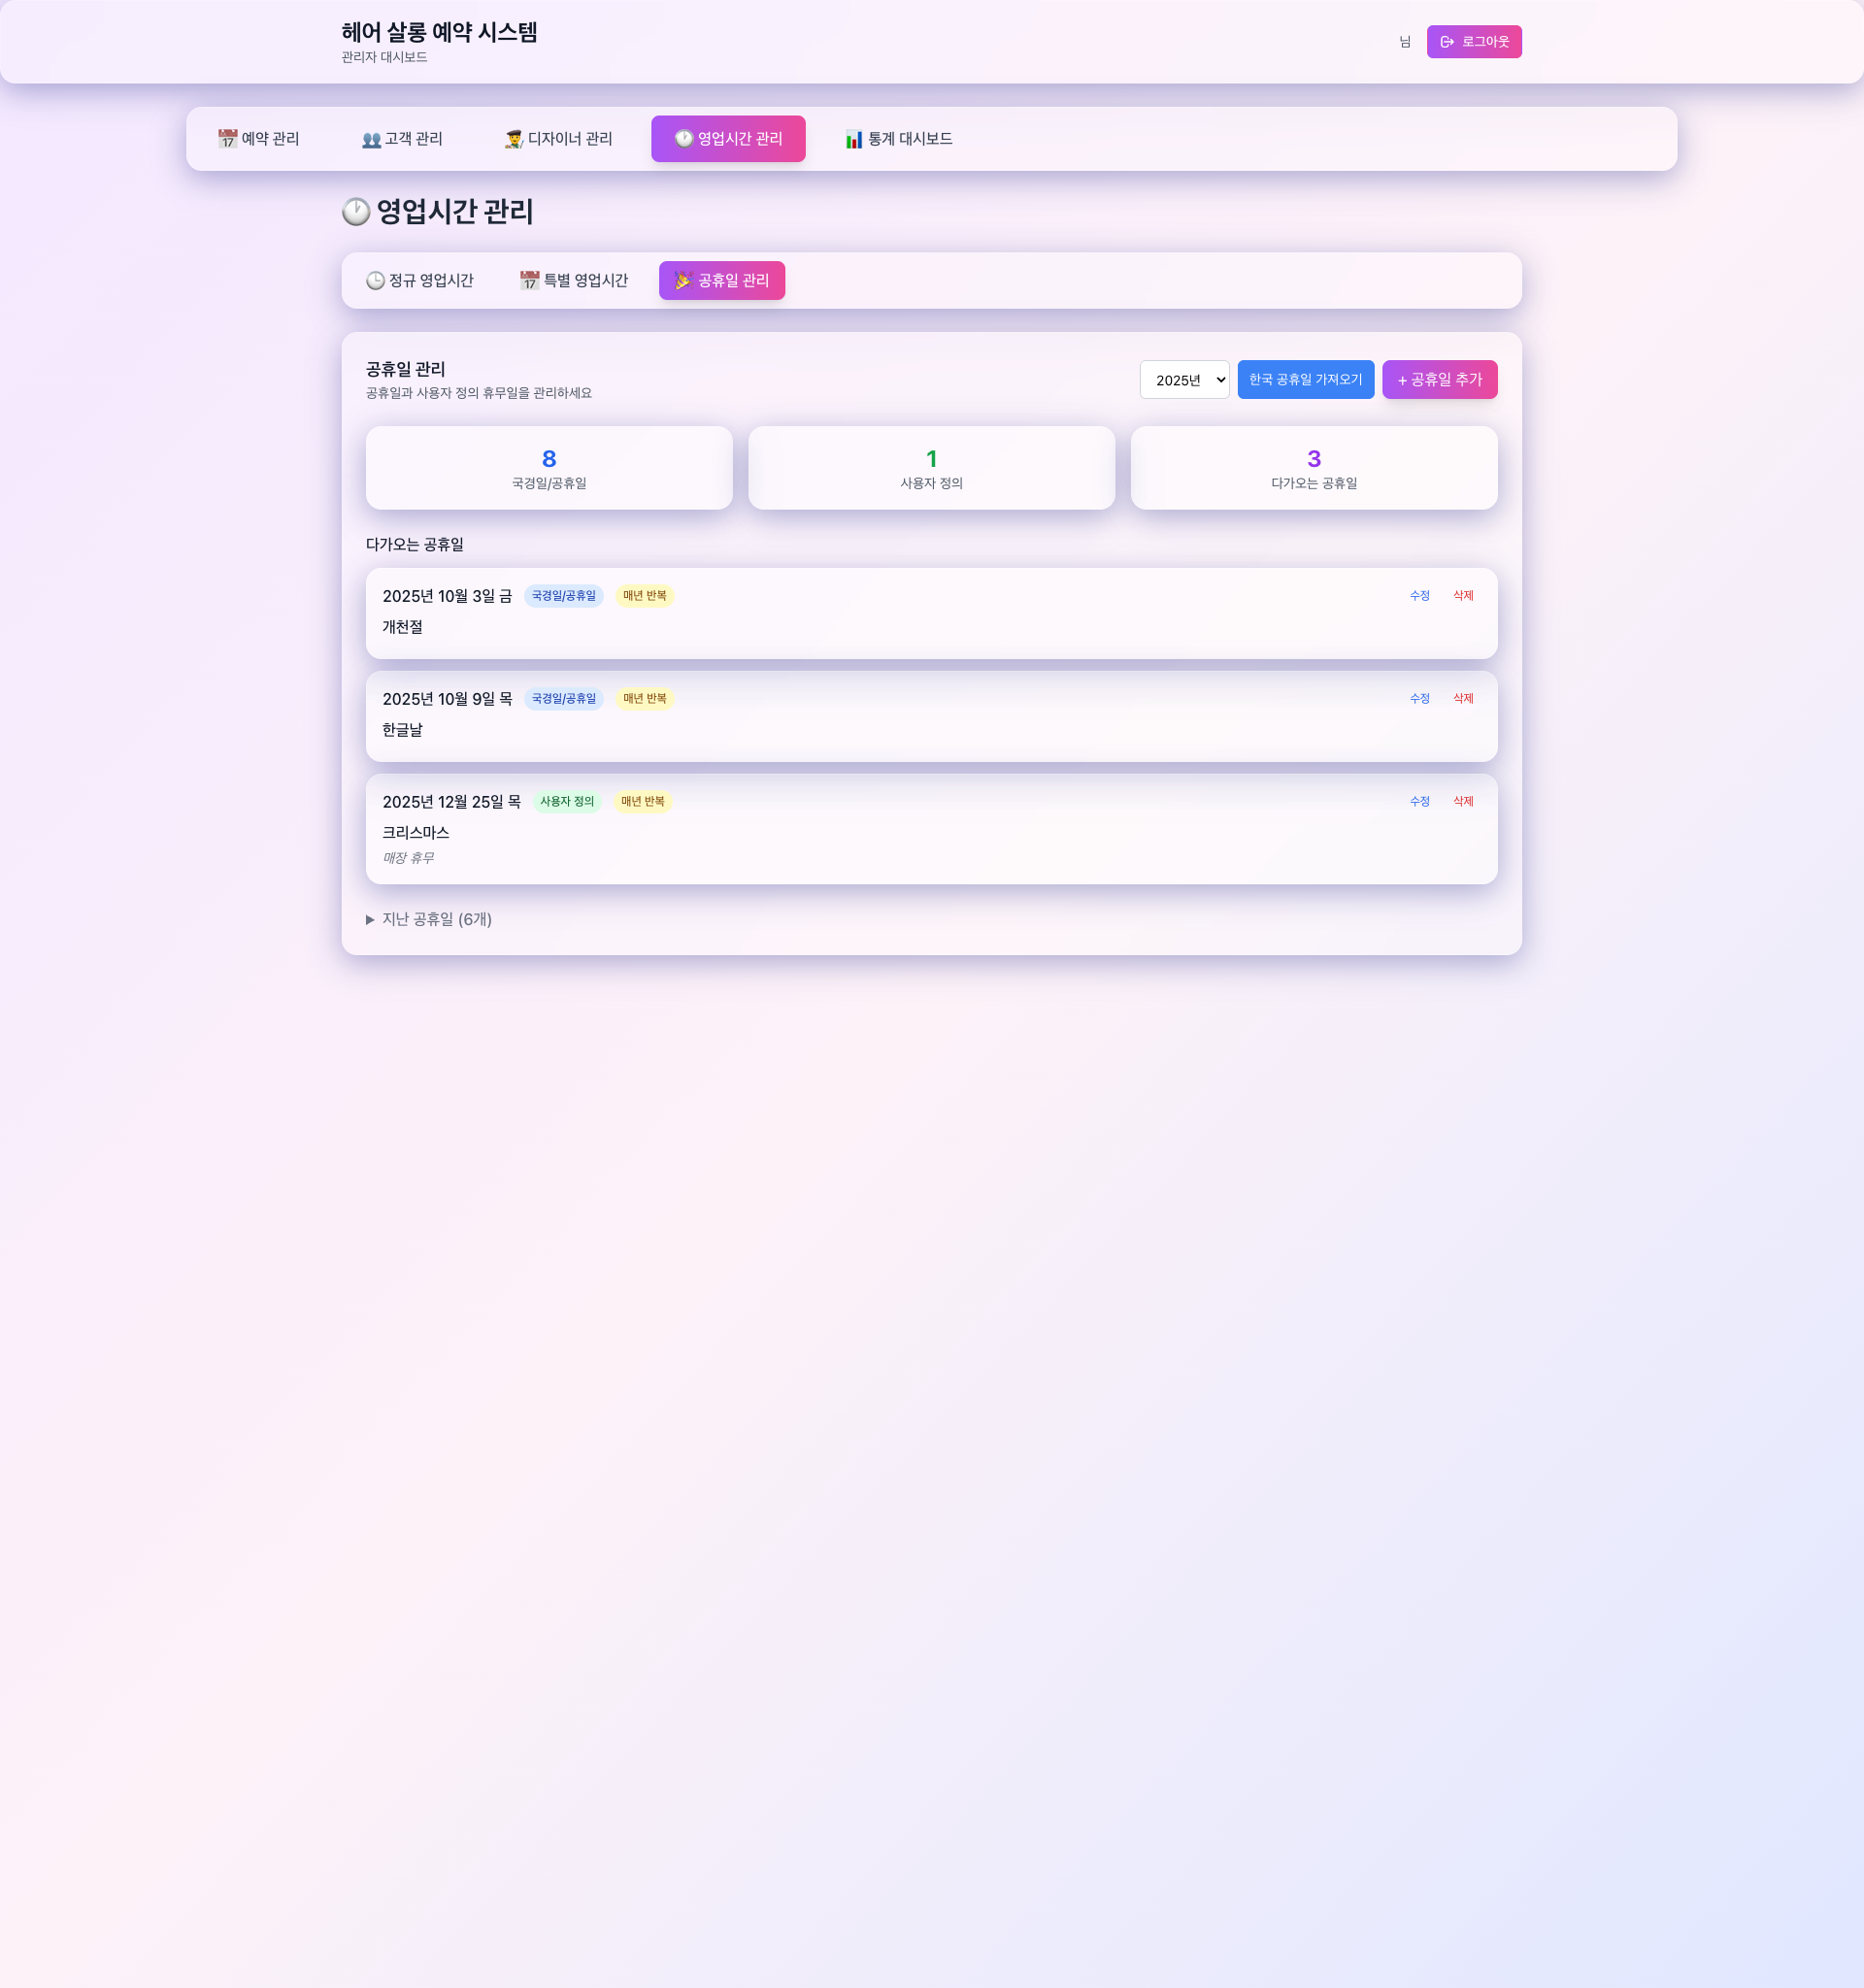 헤어 살롱 예약 시스템
관리자 대시보드
님
로그아웃
📅 예약 관리
👥 고객 관리
👨‍🎨 디자이너 관리
🕐 영업시간 관리
📊 통계 대시보드
🕐 영업시간 관리
🕒 정규 영업시간
📅 특별 영업시간
🎉 공휴일 관리
공휴일 관리
공휴일과 사용자 정의 휴무일을 관리하세요
2025년
한국 공휴일 가져오기
+ 공휴일 추가
8
국경일/공휴일
1
사용자 정의
3
다가오는 공휴일
다가오는 공휴일
2025년 10월 3일 금 국경일/공휴일 매년 반복 수정 삭제
개천절
2025년 10월 9일 목 국경일/공휴일 매년 반복 수정 삭제
한글날
2025년 12월 25일 목 사용자 정의 매년 반복 수정 삭제
크리스마스
매장 휴무
▶ 지난 공휴일 (6개)